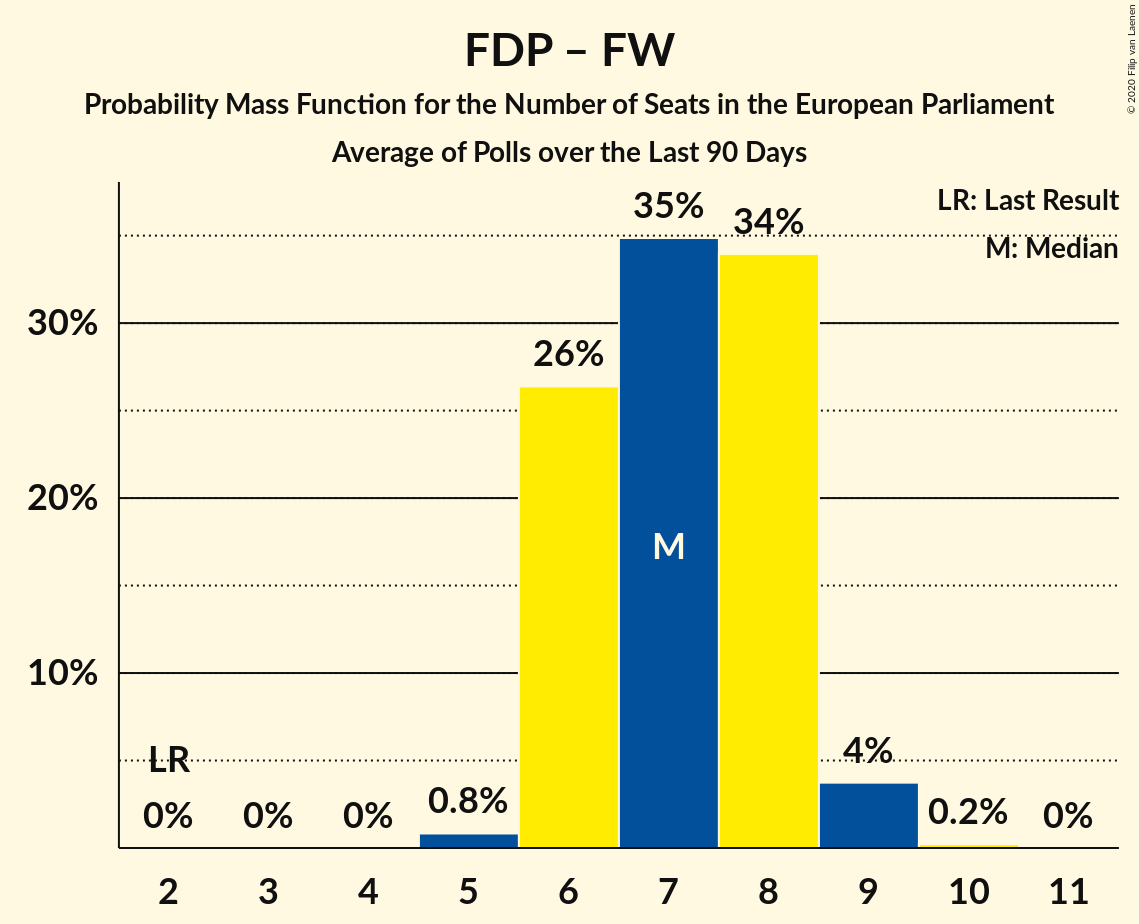 FDP – FW
Probability Mass Function for the Number of Seats in the European Parliament
Average of Polls over the Last 90 Days
© 2020 Filip van Laenen
LR: Last Result
M: Median
35%
34%
30%
26%
20%
M
10%
LR
4%
0%
0%
0%
0.8%
0.2%
0%
2 3 4 5 6 7 8 9 10 11